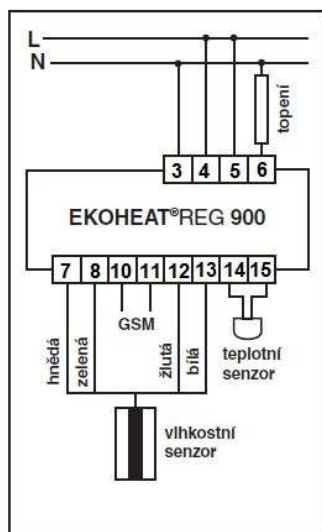 L
N
topení
3 4 5 6
EKOHEAT®REG 900
7 8 10 11 12 13 14 15
hnědá
zelená
GSM
žlutá
bílá
teplotní
senzor
vlhkostní
senzor